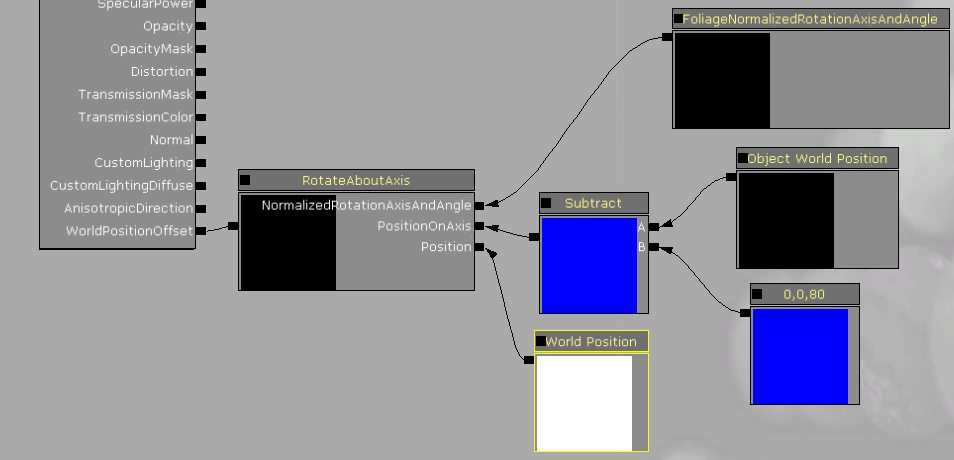 SpecularPower
Opacity
OpacityMask
Distortion
TransmissionMask
TransmissionColor
Normal
CustomLighting
CustomLightingDiffuse
AnisotropicDirection
WorldPositionOffset
RotateAboutAxis
NormalizedRotationAxisAndAngle
PositionOnAxis
Position
Subtract
A
B
World Position
FoliageNormalizedRotationAxisAndAngle
Object World Position
0,0,80